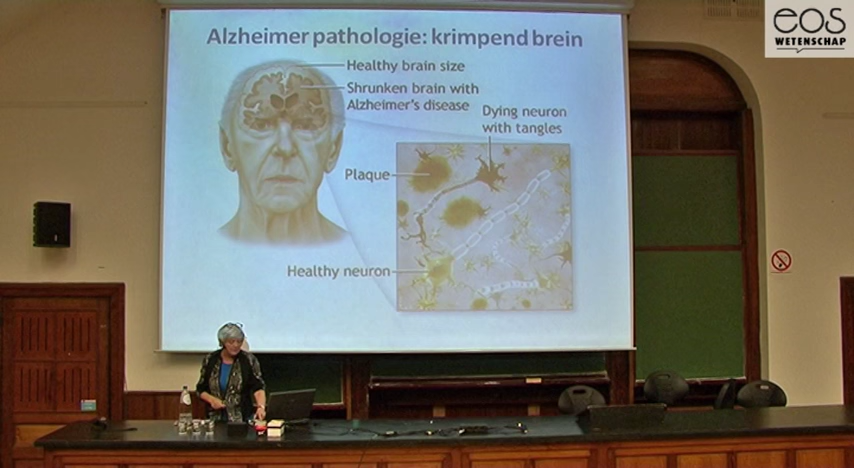 eos
WETENSCHAP
Alzheimer pathologie: krimpend brein
Healthy brain size
Shrunken brain with
Alzheimer's disease
Dying neuron
with tangles
Plaque
Healthy neuron